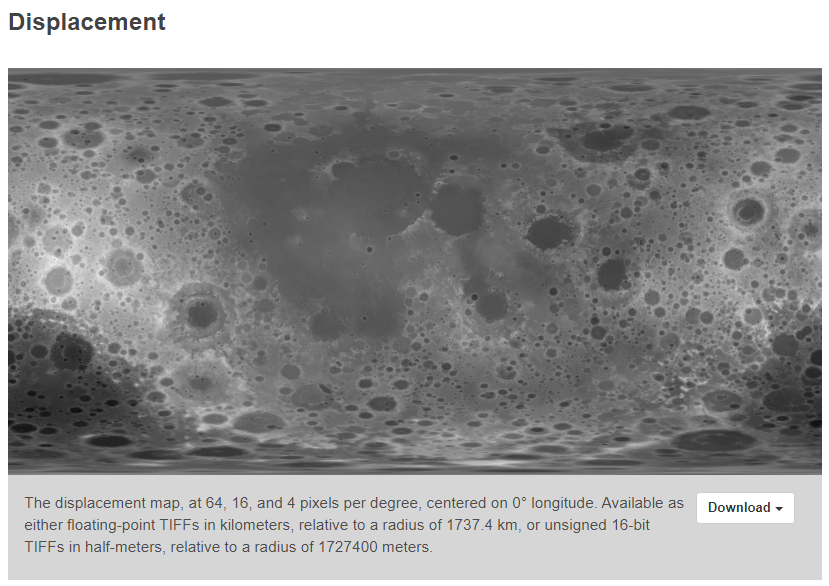 Displacement
The displacement map, at 64, 16, and 4 pixels per degree, centered on 0° longitude. Available as
either floating-point TIFFs in kilometers, relative to a radius of 1737.4 km, or unsigned 16-bit
TIFFs in half-meters, relative to a radius of 1727400 meters.
Download